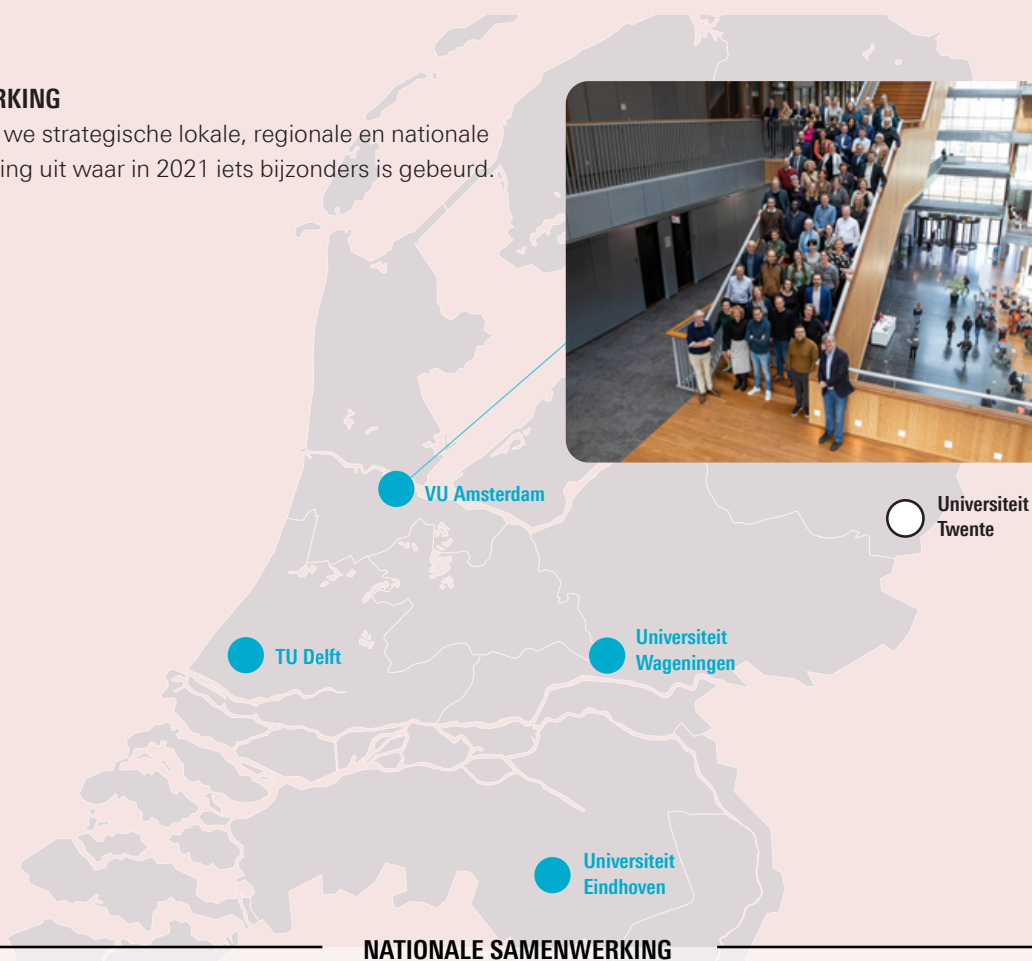 RKING
we strategische lokale, regionale en nationale
ing uit waar in 2021 iets bijzonders is gebeurd.
VU Amsterdam
Universiteit
Twente
TU Delft
Universiteit
Wageningen
Universiteit
Eindhoven
NATIONALE SAMENWERKING